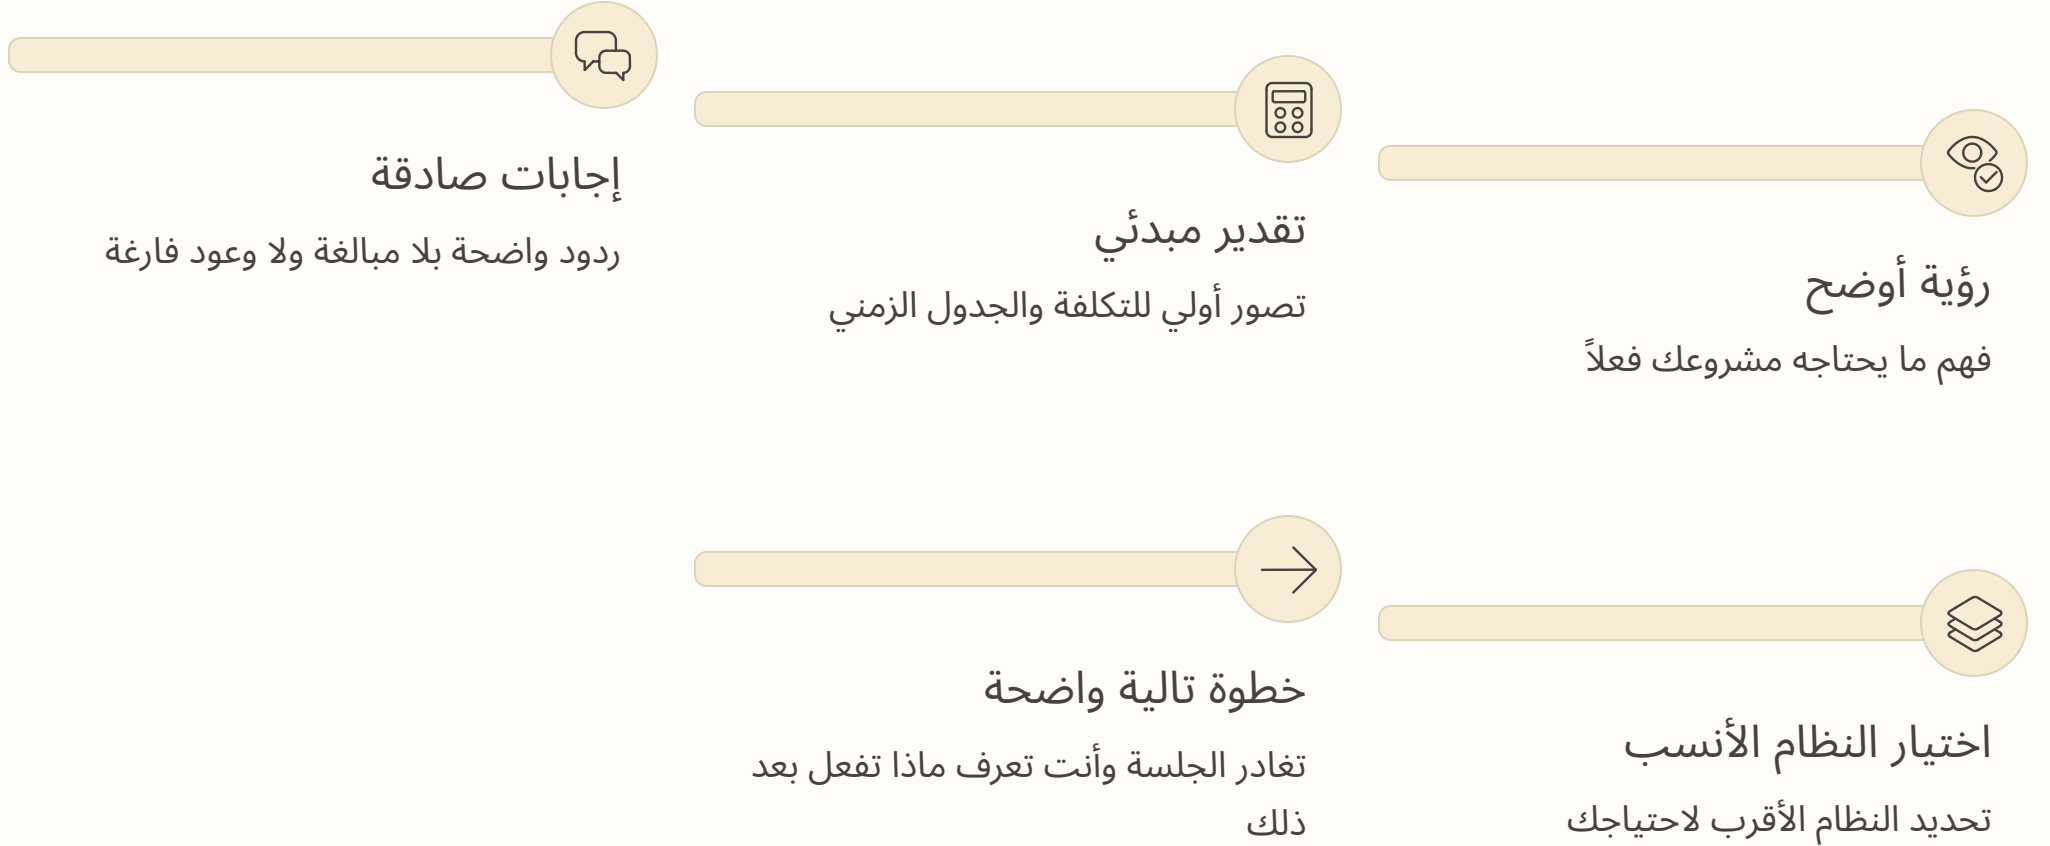 رؤية أوضح
فهم ما يحتاجه مشروعك فعلاً
تقدير مبدئي
تصور أولي للتكلفة والجدول الزمني
إجابات صادقة
ردود واضحة بلا مبالغة ولا وعود فارغة
اختيار النظام الأنسب
تحديد النظام الأقرب لاحتياجك
خطوة تالية واضحة
تغادر الجلسة وأنت تعرف ماذا تفعل بعد
ذلك